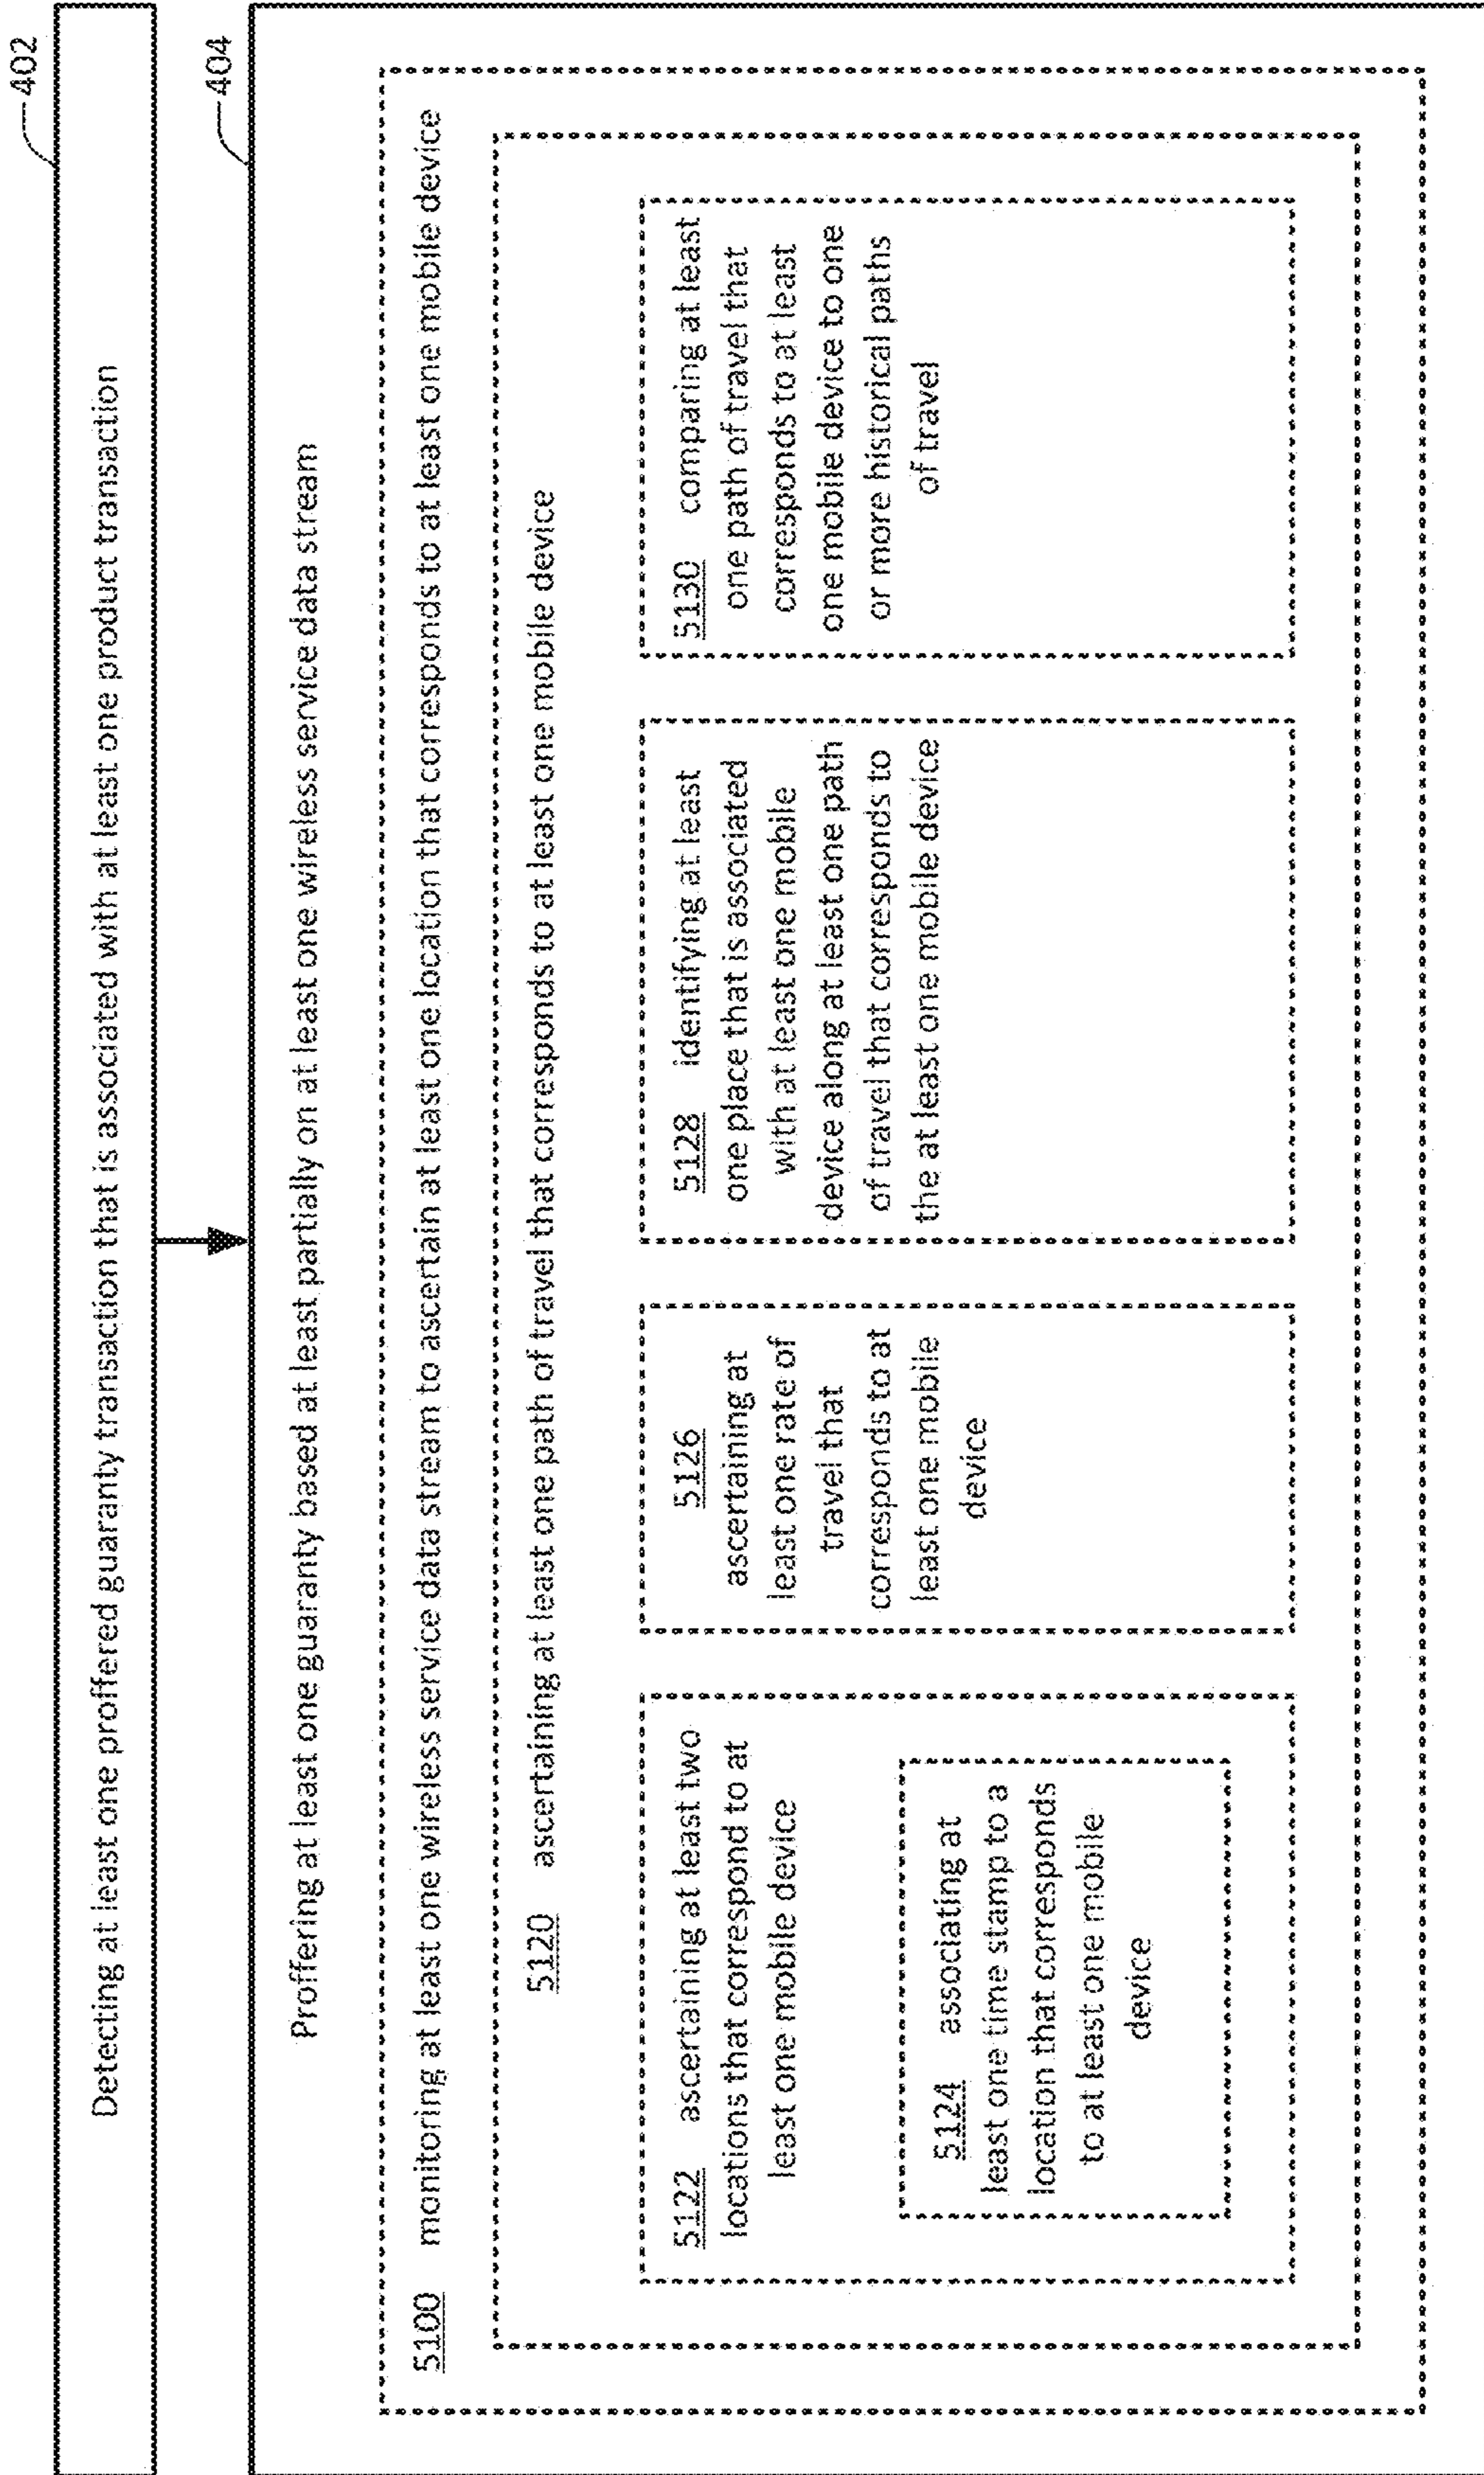 402
Detecting at least one proffered guaranty transaction that is associated with at least one product transaction
404
Proffering at least one guaranty based at least partially on at least one wireless service data stream
5100 monitoring at least one wireless service data stream to ascertain at least one location that corresponds to at least one mobile device
5120 ascertaining at least one path of travel that corresponds to at least one mobile device
5122 ascertaining at least two
locations that correspond to at
least one mobile device
5124 associating at
least one time stamp to a
location that corresponds
to at least one mobile
device
5126
ascertaining at
least one rate of
travel that
corresponds to at
least one mobile
device
5128 identifying at least
one place that is associated
with at least one mobile
device along at least one path
of travel that corresponds to
the at least one mobile device
5130 comparing at least
one path of travel that
corresponds to at least
one mobile device to one
or more historical paths
of travel